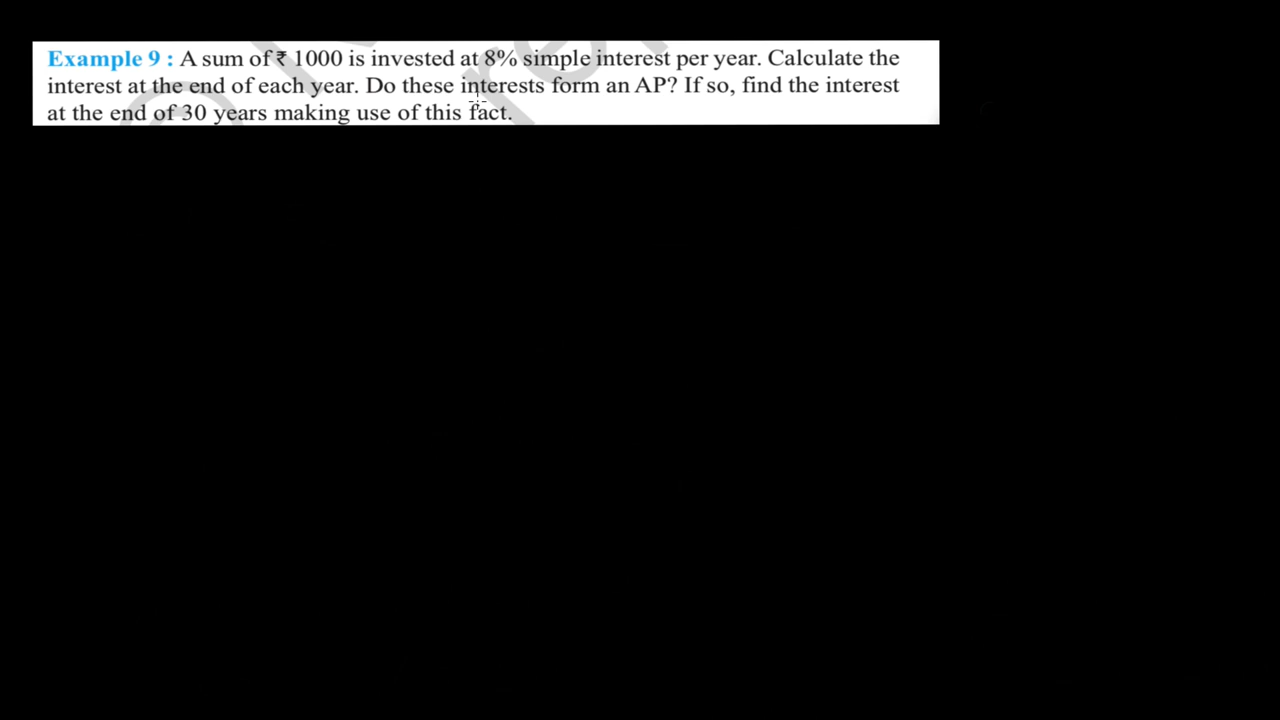 Example 9 : A sum of ₹ 1000 is invested at 8% simple interest per year. Calculate the
interest at the end of each year. Do these interests form an AP? If so, find the interest
at the end of 30 years making use of this fact.